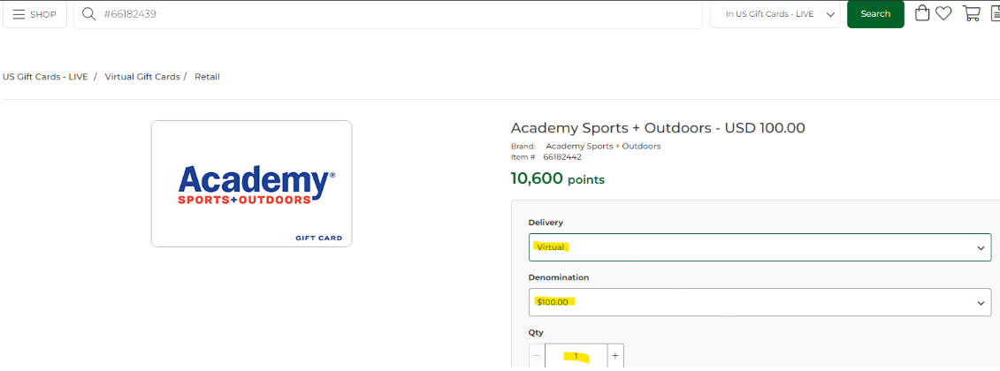 SHOP
#66182439
In US Gift Cards - LIVE
Search
US Gift Cards - LIVE / Virtual Gift Cards / Retail
Academy®
SPORTS+OUTDOORS
GIFT CARD
Academy Sports + Outdoors - USD 100.00
Brand: Academy Sports + Outdoors
Item # 66182442
10,600 points
Delivery
Virtual
Denomination
$100.00
Qty
− 1 +